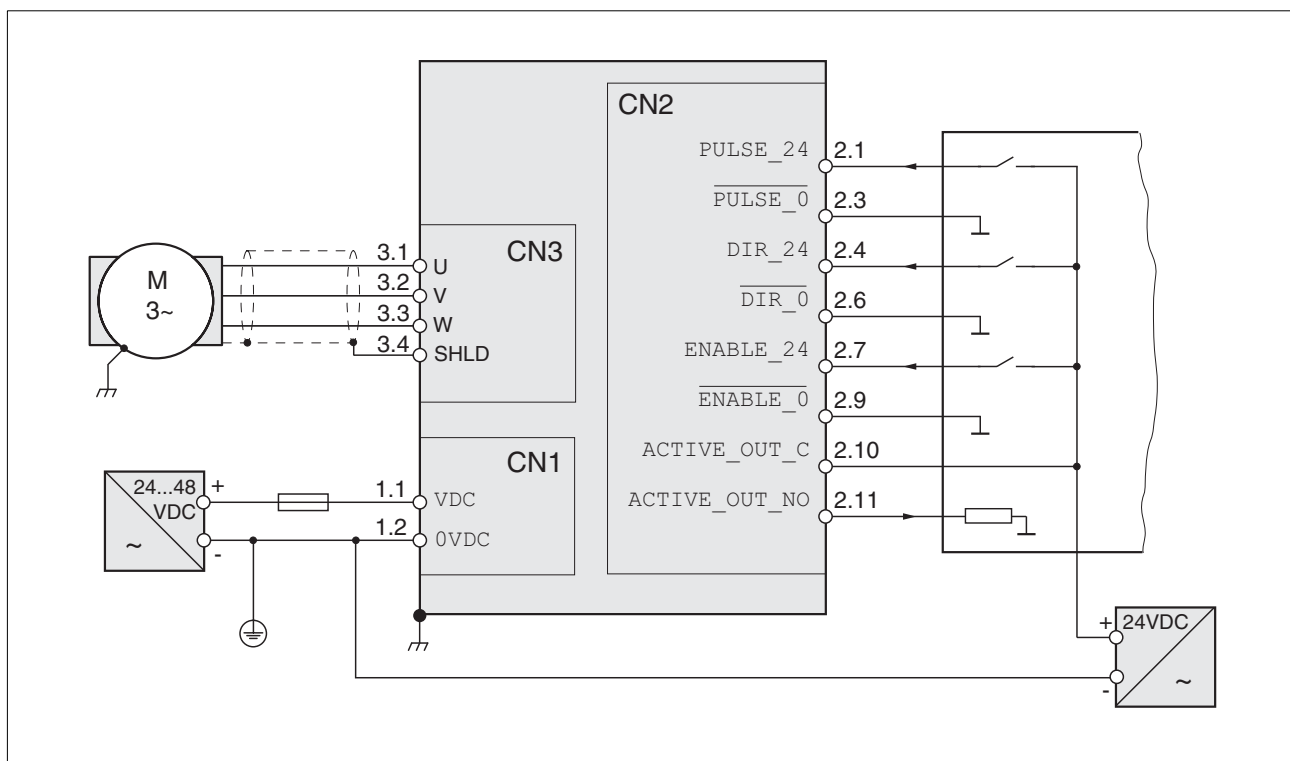 CN2
PULSE_24 2.1
PULSE_0 2.3
DIR_24 2.4
DIR_0 2.6
ENABLE_24 2.7
ENABLE_0 2.9
ACTIVE_OUT_C 2.10
ACTIVE_OUT_NO 2.11
M
3~
CN3
3.1 U
3.2 V
3.3 W
3.4 SHLD
CN1
24...48
VDC
~
+
-
1.1 VDC
1.2 0VDC
+
24VDC
-
~